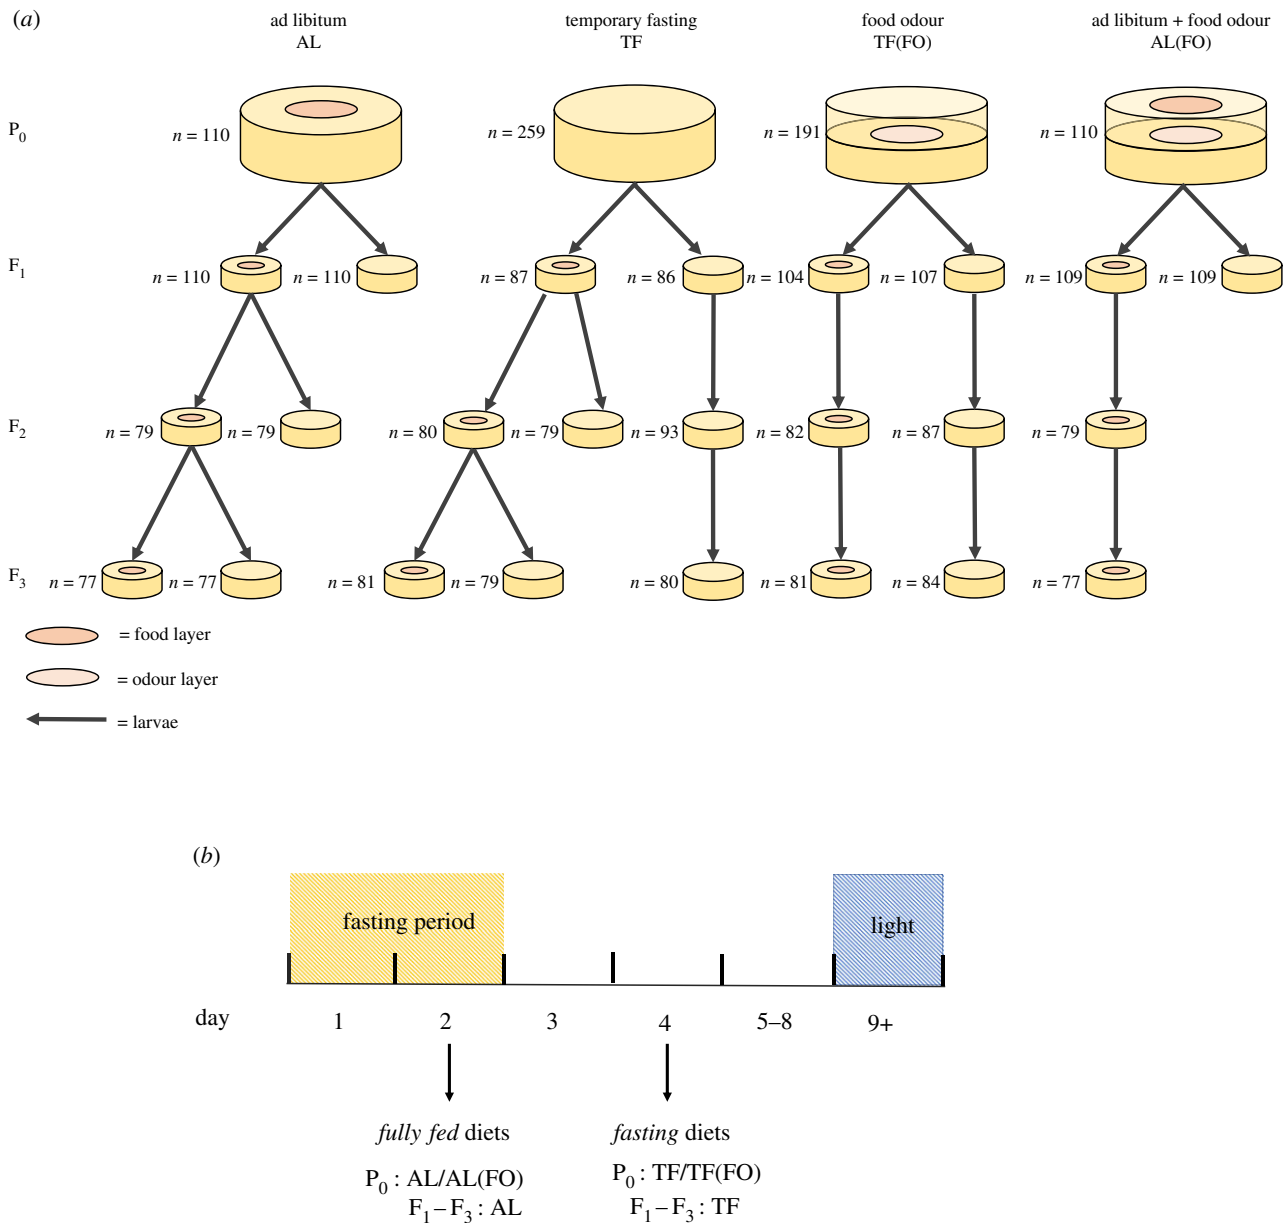 (a)
ad libitum
AL
temporary fasting
TF
food odour
TF(FO)
ad libitum + food odour
AL(FO)
P0
n = 110
n = 259
n = 191
n = 110
F1
n = 110
n = 110
n = 87
n = 86
n = 104
n = 107
n = 109
n = 109
F2
n = 79
n = 79
n = 80
n = 79
n = 93
n = 82
n = 87
n = 79
F3
n = 77
n = 77
n = 81
n = 79
n = 80
n = 81
n = 84
n = 77
= food layer
= odour layer
= larvae
(b)
fasting period
light
day 1 2 3 4 5–8 9+
fully fed diets
P0 : AL/AL(FO)
F1–F3 : AL
fasting diets
P0 : TF/TF(FO)
F1–F3 : TF